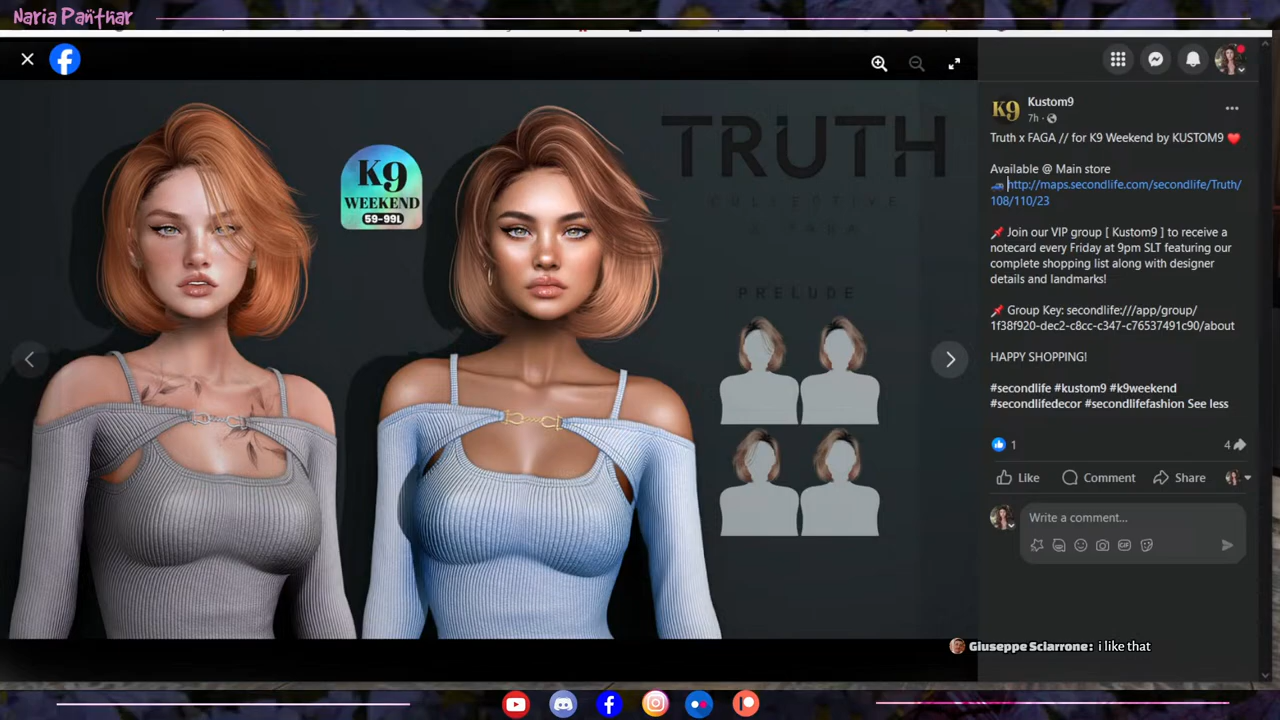 Naria Panthar
Kustom9
7h
Truth x FAGA // for K9 Weekend by KUSTOM9
Available @ Main store
http://maps.secondlife.com/secondlife/Truth/
108/110/23
Join our VIP group [ Kustom9 ] to receive a
notecard every Friday at 9pm SLT featuring our
complete shopping list along with designer
details and landmarks!
Group Key: secondlife:///app/group/
1f38f920-dec2-c8cc-c347-c76537491c90/about
HAPPY SHOPPING!
#secondlife #kustom9 #k9weekend
#secondlifedecor #secondlifefashion See less
1
4
Like Comment Share
Write a comment...
K9
K9
WEEKEND
59-99L
TRUTH
COLLECTIVE
X FAGA
PRELUDE
Giuseppe Sclarrone: i like that